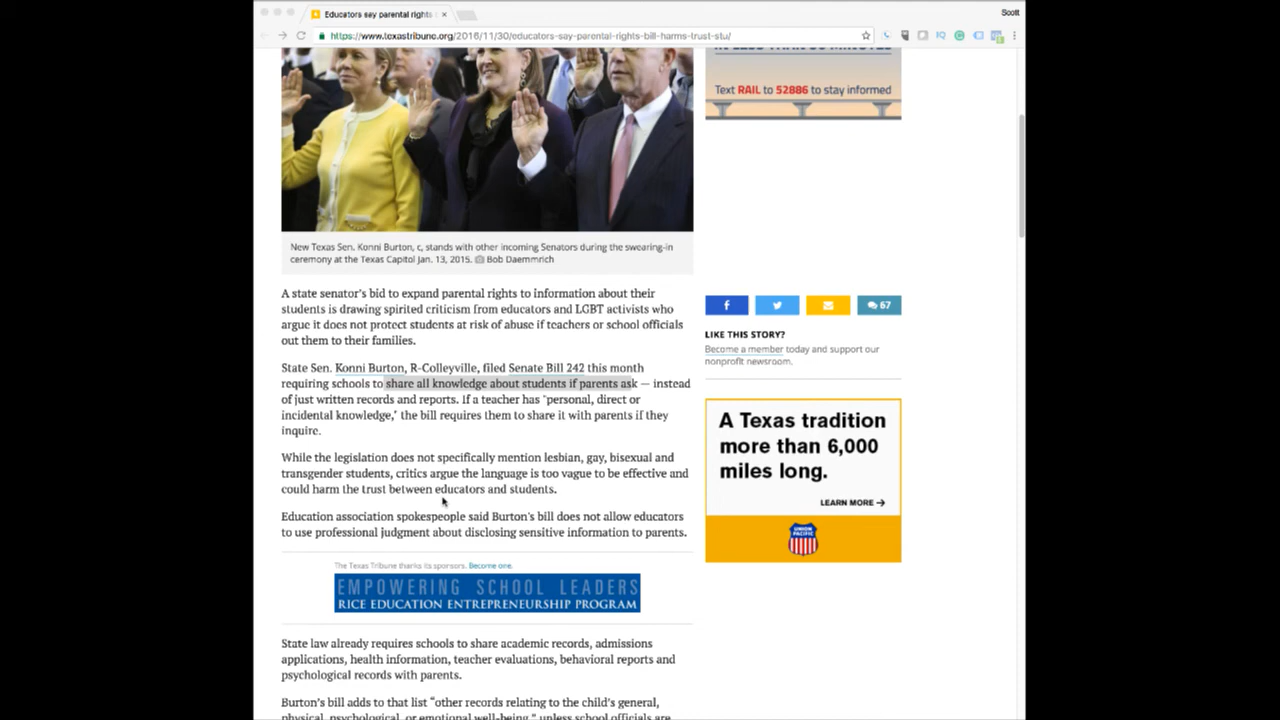 Educators say parental rights
Scott
https://www.texastribune.org/2016/11/30/educators-say-parental-rights-bill-harms-trust-stu/
Text RAIL to 52886 to stay informed
New Texas Sen. Konni Burton, c, stands with other incoming Senators during the swearing-in
ceremony at the Texas Capitol Jan. 13, 2015. Bob Daemmrich
A state senator's bid to expand parental rights to information about their
students is drawing spirited criticism from educators and LGBT activists who
argue it does not protect students at risk of abuse if teachers or school officials
out them to their families.
State Sen. Konni Burton, R-Colleyville, filed Senate Bill 242 this month
requiring schools to share all knowledge about students if parents ask — instead
of just written records and reports. If a teacher has "personal, direct or
incidental knowledge," the bill requires them to share it with parents if they
inquire.
While the legislation does not specifically mention lesbian, gay, bisexual and
transgender students, critics argue the language is too vague to be effective and
could harm the trust between educators and students.
Education association spokespeople said Burton's bill does not allow educators
to use professional judgment about disclosing sensitive information to parents.
The Texas Tribune thanks its sponsors. Become one.
EMPOWERING SCHOOL LEADERS
RICE EDUCATION ENTREPRENEURSHIP PROGRAM
State law already requires schools to share academic records, admissions
applications, health information, teacher evaluations, behavioral reports and
psychological records with parents.
Burton's bill adds to that list "other records relating to the child's general,
physical, psychological, or emotional well-being," unless school officials are
67
LIKE THIS STORY?
Become a member today and support our
nonprofit newsroom.
A Texas tradition
more than 6,000
miles long.
LEARN MORE →
UNION
PACIFIC